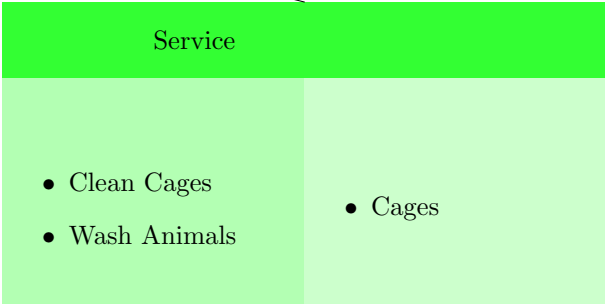 Service
• Clean Cages
• Wash Animals
• Cages